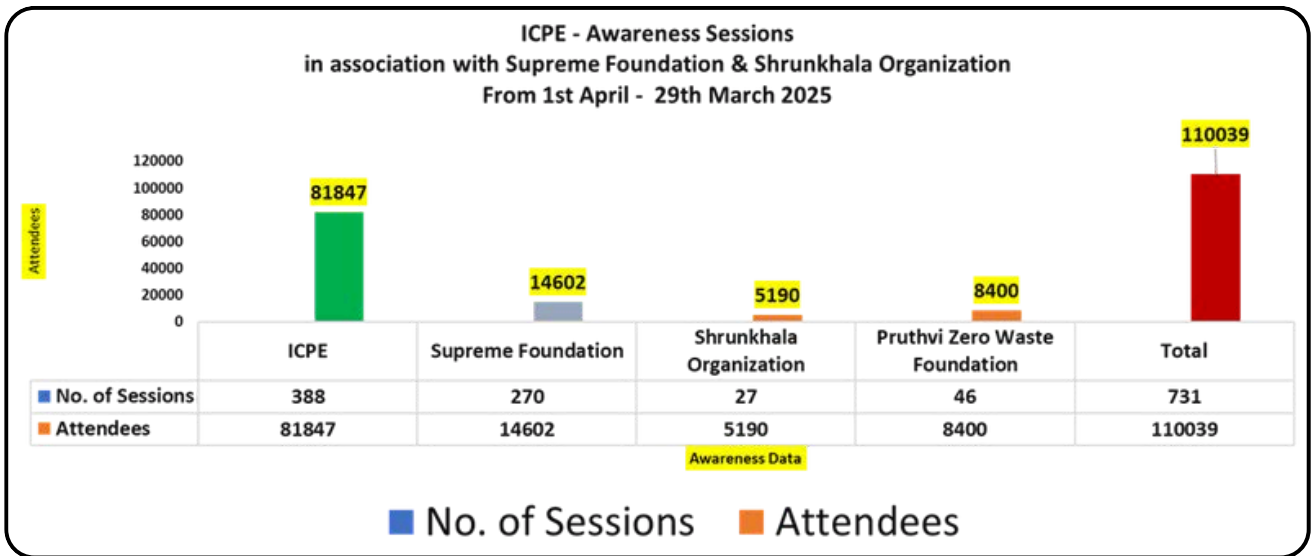 ICPE - Awareness Sessions
in association with Supreme Foundation & Shrunkhala Organization
From 1st April - 29th March 2025
110039
120000
100000
80000
60000
40000
20000
0
Attendees
81847
14602
5190
8400
ICPE
Supreme Foundation
Shrunkhala
Organization
Pruthvi Zero Waste
Foundation
Total
No. of Sessions 388 270 27 46 731
Attendees 81847 14602 5190 8400 110039
Awareness Data
No. of Sessions Attendees